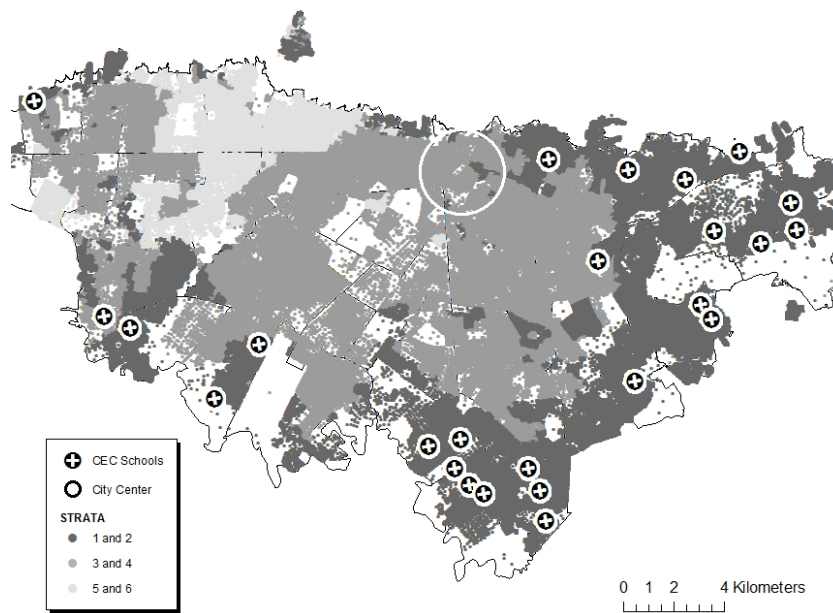 CEC Schools
City Center
STRATA
1 and 2
3 and 4
5 and 6
0 1 2 4 Kilometers